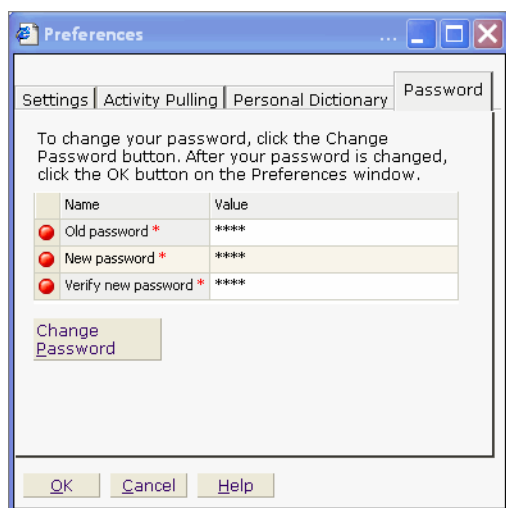 Preferences ...
Settings Activity Pulling Personal Dictionary Password
To change your password, click the Change
Password button. After your password is changed,
click the OK button on the Preferences window.
Name Value
Old password * ****
New password * ****
Verify new password * ****
Change
Password
OK Cancel Help